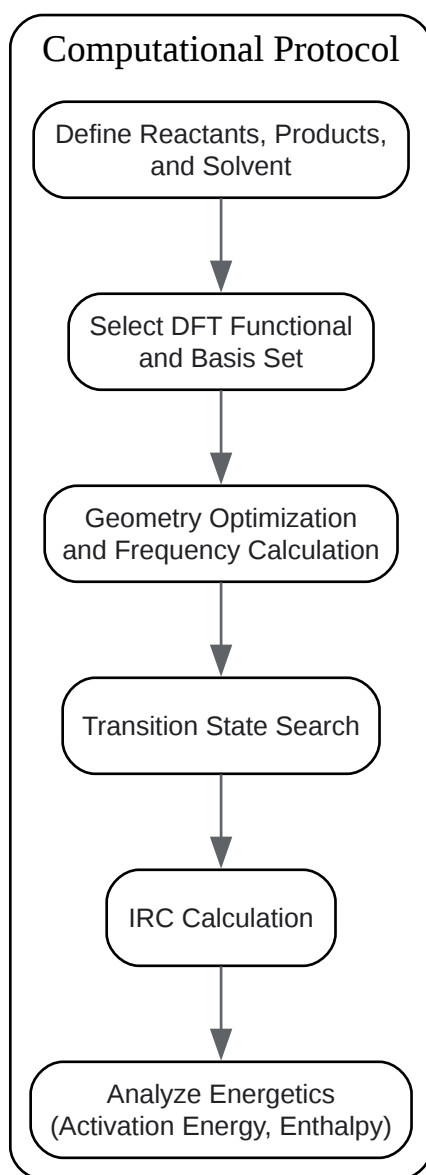 Computational Protocol
Define Reactants, Products,
and Solvent
Select DFT Functional
and Basis Set
Geometry Optimization
and Frequency Calculation
Transition State Search
IRC Calculation
Analyze Energetics
(Activation Energy, Enthalpy)